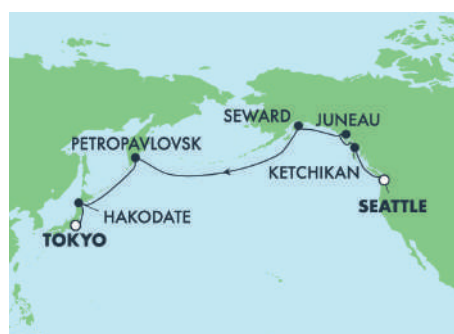 SEWARD
JUNEAU
PETROPAVLOVSK
KETCHIKAN
SEATTLE
HAKODATE
TOKYO